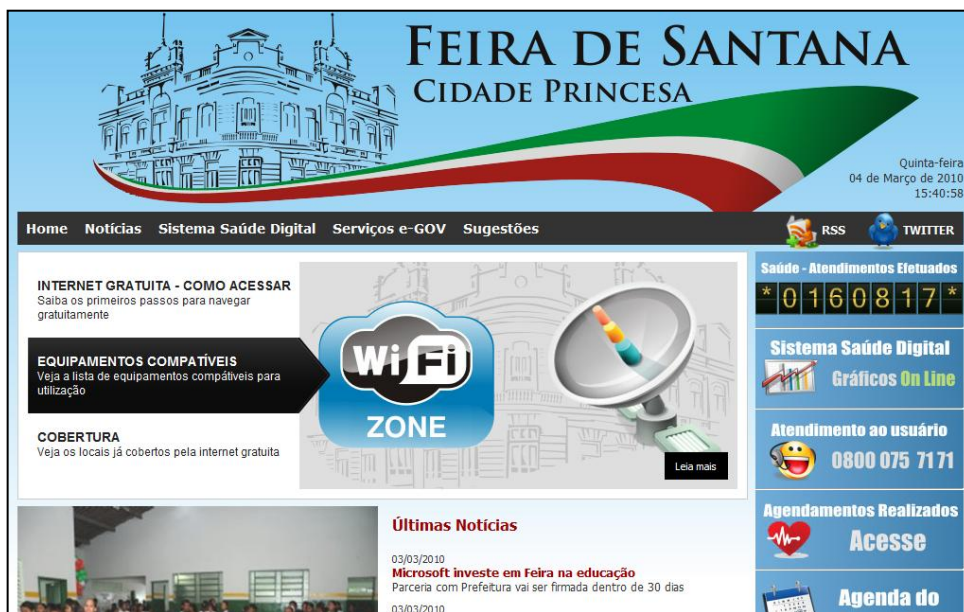 FEIRA DE SANTANA
CIDADE PRINCESA
Quinta-feira
04 de Março de 2010
15:40:58
Home Notícias Sistema Saúde Digital Serviços e-GOV Sugestões RSS TWITTER
INTERNET GRATUITA - COMO ACESSAR
Saiba os primeiros passos para navegar
gratuitamente
EQUIPAMENTOS COMPATÍVEIS
Veja a lista de equipamentos compátiveis para
utilização
COBERTURA
Veja os locais já cobertos pela internet gratuita
Wi Fi
ZONE
Leia mais
Saúde - Atendimentos Efetuados
*0160817*
Sistema Saúde Digital
Gráficos On Line
Atendimento ao usuário
0800 075 7171
Agendamentos Realizados
Acesse
Agenda do
Últimas Notícias
03/03/2010
Microsoft investe em Feira na educação
Parceria com Prefeitura vai ser firmada dentro de 30 dias
03/03/2010